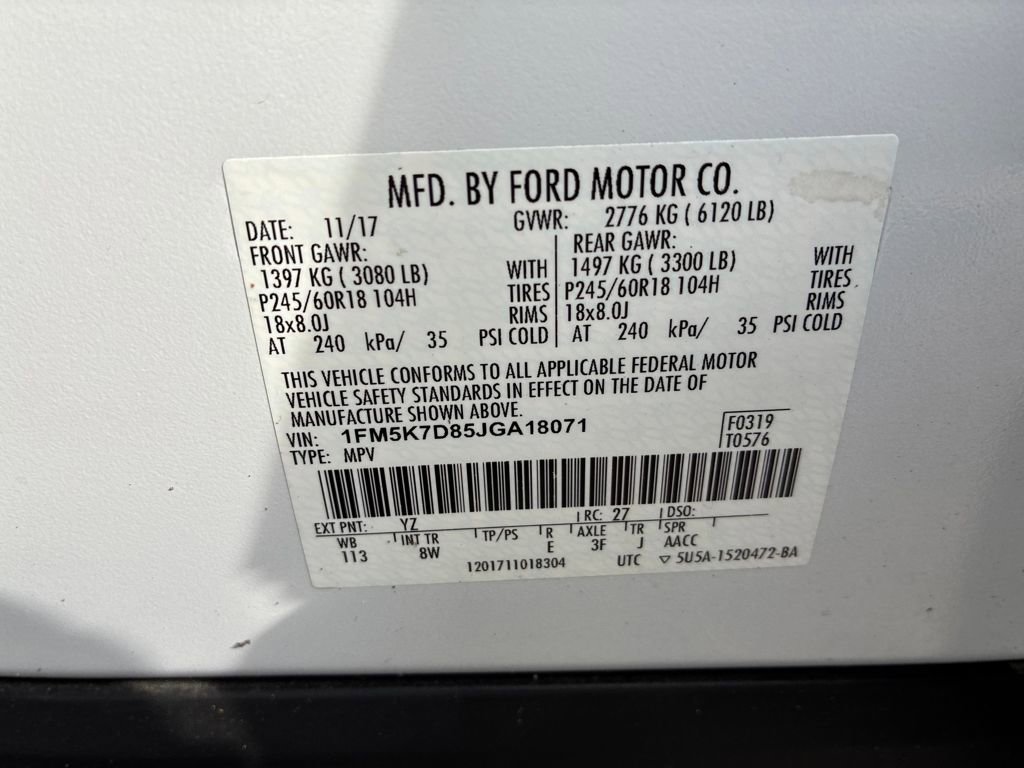 MFD. BY FORD MOTOR CO.
DATE: 11/17 GVWR: 2776 KG ( 6120 LB)
FRONT GAWR: REAR GAWR:
1397 KG ( 3080 LB) WITH 1497 KG ( 3300 LB) WITH
P245/60R18 104H TIRES P245/60R18 104H TIRES
18x8.0J RIMS 18x8.0J RIMS
AT 240 kPa/ 35 PSI COLD AT 240 kPa/ 35 PSI COLD
THIS VEHICLE CONFORMS TO ALL APPLICABLE FEDERAL MOTOR
VEHICLE SAFETY STANDARDS IN EFFECT ON THE DATE OF
MANUFACTURE SHOWN ABOVE.
VIN: 1FM5K7D85JGA18071 F0319
TYPE: MPV T0576
EXT PNT: YZ RC: 27 DSO:
WB INT TR TP/PS R AXLE TR SPR
113 8W E 3F J AACC
1201711018304 UTC ▽ 5U5A-1520472-BA